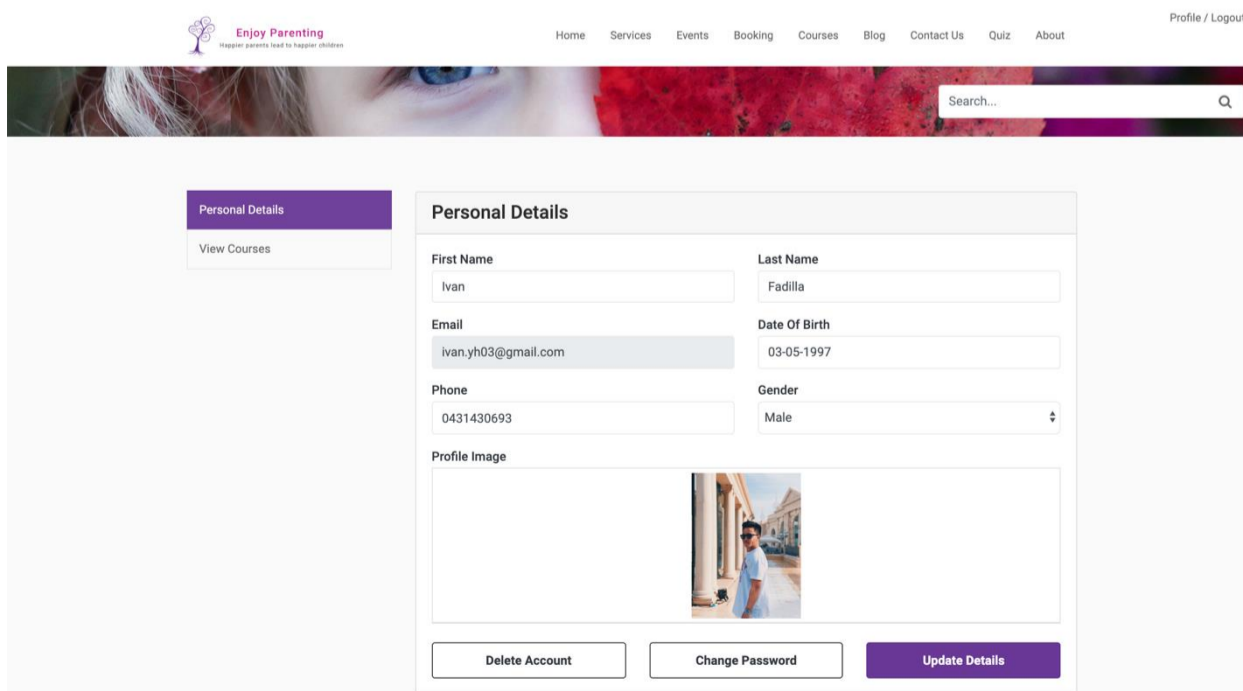 Profile / Logout
Enjoy Parenting
Happier parents lead to happier children
Home Services Events Booking Courses Blog Contact Us Quiz About
Search...
Personal Details
View Courses
Personal Details
First Name Last Name
Ivan Fadilla
Email Date Of Birth
ivan.yh03@gmail.com 03-05-1997
Phone Gender
0431430693 Male
Profile Image
Delete Account Change Password Update Details